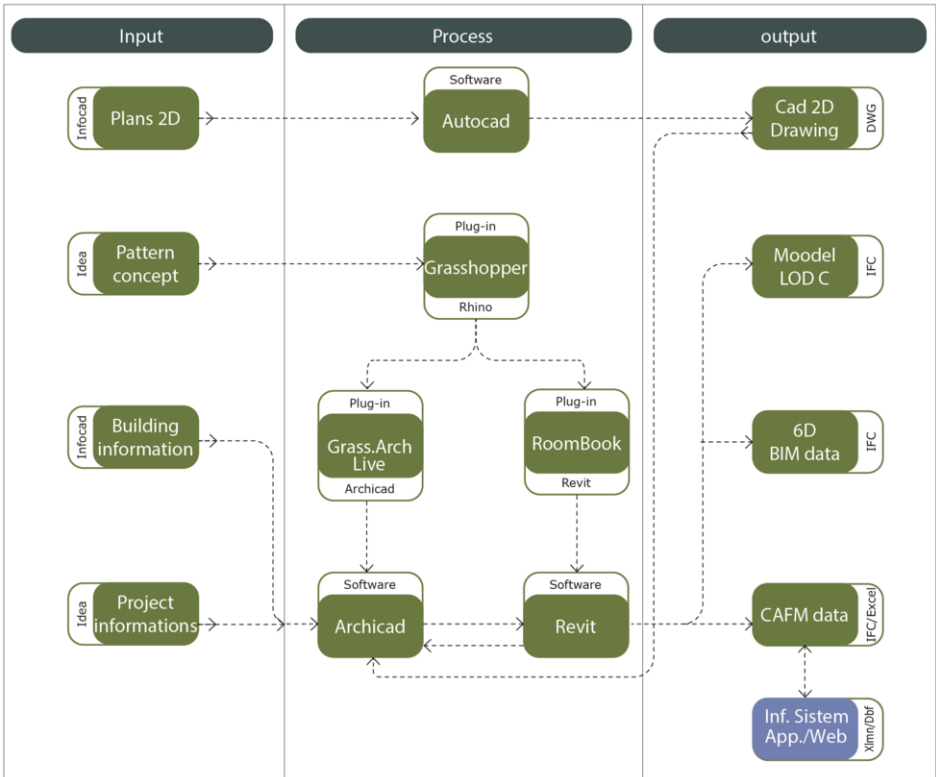 Input
Process
output
Infocad
Plans 2D
Software
Autocad
Cad 2D
Drawing
DWG
Idea
Pattern
concept
Plug-in
Grasshopper
Rhino
Moodel
LOD C
IFC
Infocad
Building
information
Plug-in
Grass.Arch
Live
Archicad
Plug-in
RoomBook
Revit
6D
BIM data
IFC
Idea
Project
informations
Software
Archicad
Software
Revit
CAFM data
IFC/Excel
Inf. Sistem
App./Web
Xlmn/Dbf